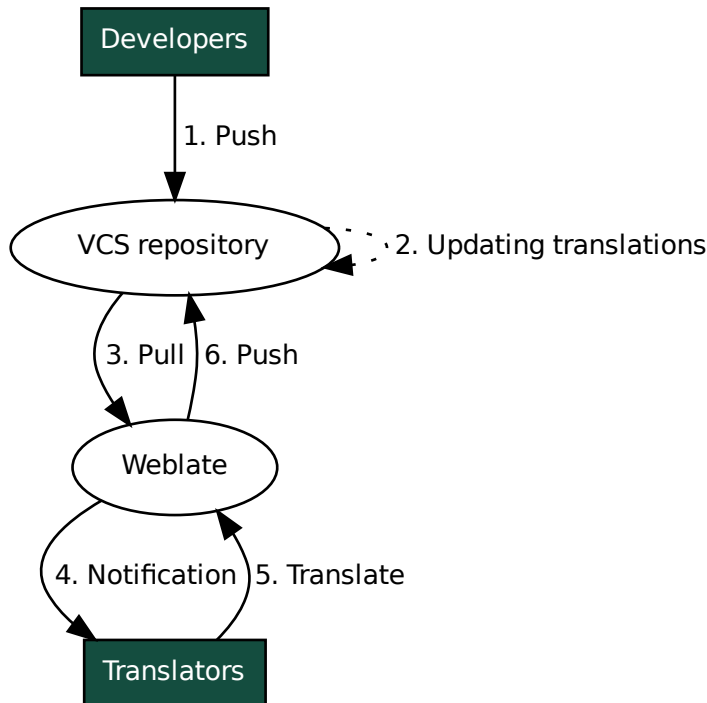 Developers
1. Push
VCS repository
2. Updating translations
3. Pull
6. Push
Weblate
4. Notification
5. Translate
Translators